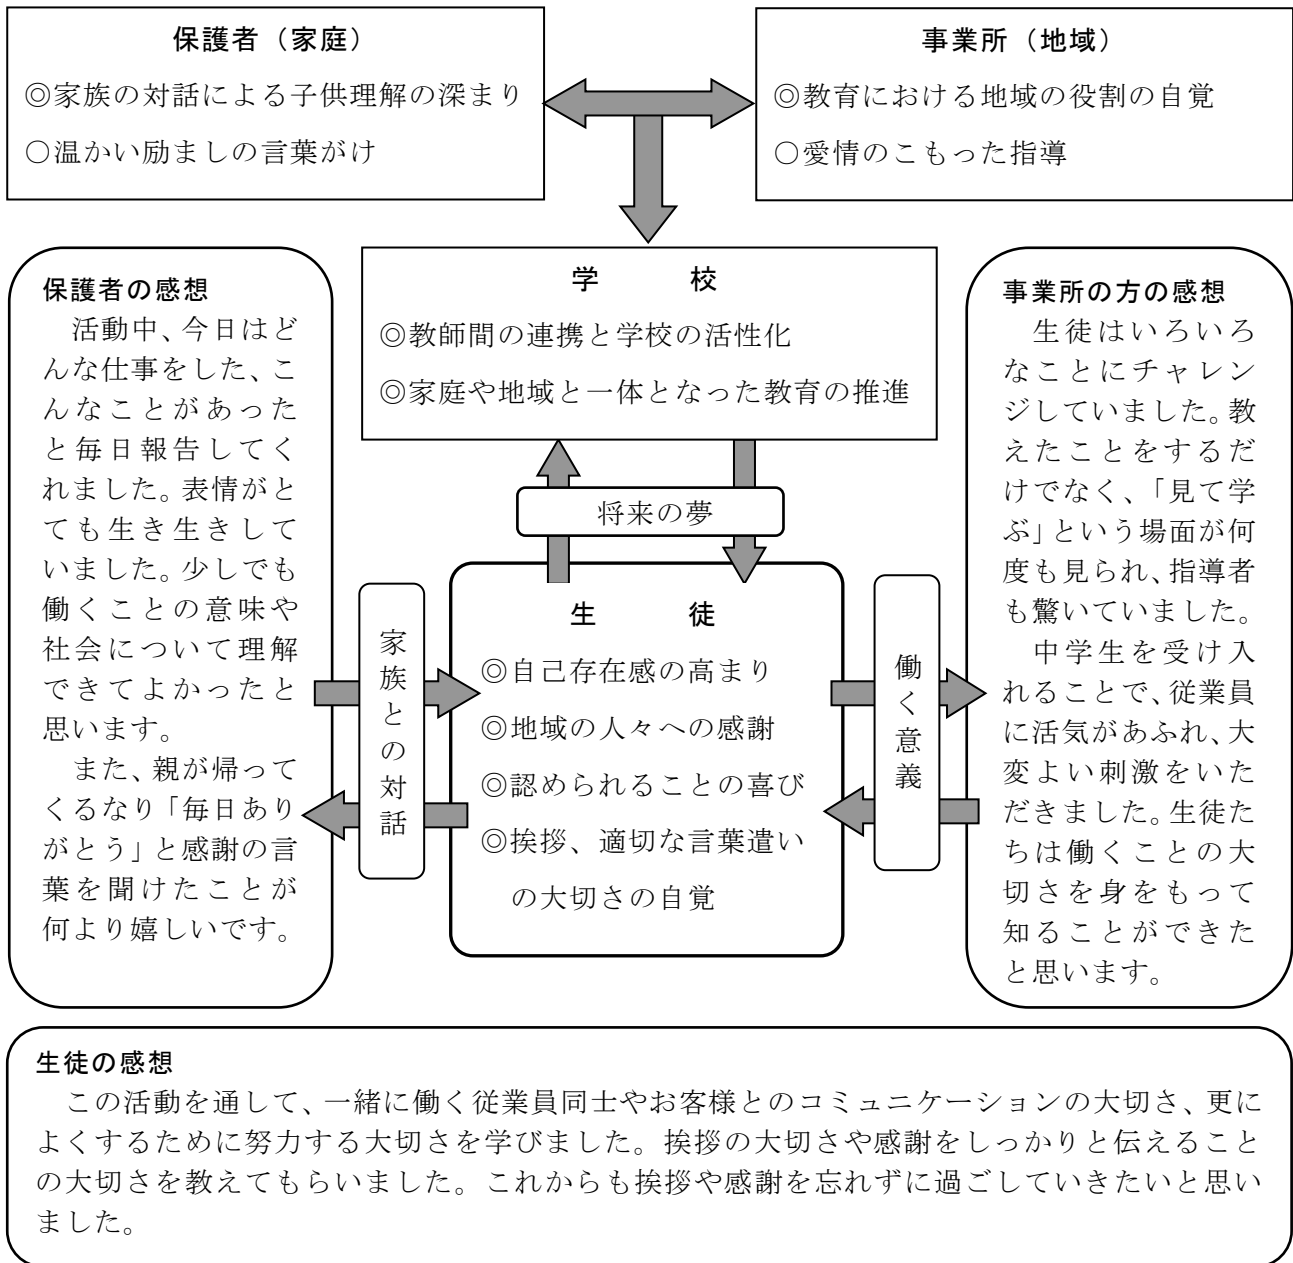 保護者（家庭）
◎家族の対話による子供理解の深まり
○温かい励ましの言葉がけ
事業所（地域）
◎教育における地域の役割の自覚
○愛情のこもった指導
学　　校
◎教師間の連携と学校の活性化
◎家庭や地域と一体となった教育の推進
将来の夢
保護者の感想
　活動中、今日はど
んな仕事をした、こ
んなことがあった
と毎日報告してく
れました。表情がと
ても生き生きして
いました。少しでも
働くことの意味や
社会について理解
できてよかったと
思います。
　また、親が帰って
くるなり「毎日あり
がとう」と感謝の言
葉を聞けたことが
何より嬉しいです。
家族との対話
生　　徒
◎自己存在感の高まり
◎地域の人々への感謝
◎認められることの喜び
◎挨拶、適切な言葉遣い
の大切さの自覚
働く意義
事業所の方の感想
　生徒はいろいろ
なことにチャレン
ジしていました。教
えたことをするだ
けでなく、「見て学
ぶ」という場面が何
度も見られ、指導者
も驚いていました。
　中学生を受け入
れることで、従業員
に活気があふれ、大
変よい刺激をいた
だきました。生徒た
ちは働くことの大
切さを身をもって
知ることができた
と思います。
生徒の感想
　この活動を通して、一緒に働く従業員同士やお客様とのコミュニケーションの大切さ、更に
よくするために努力する大切さを学びました。挨拶の大切さや感謝をしっかりと伝えること
の大切さを教えてもらいました。これからも挨拶や感謝を忘れずに過ごしていきたいと思い
ました。